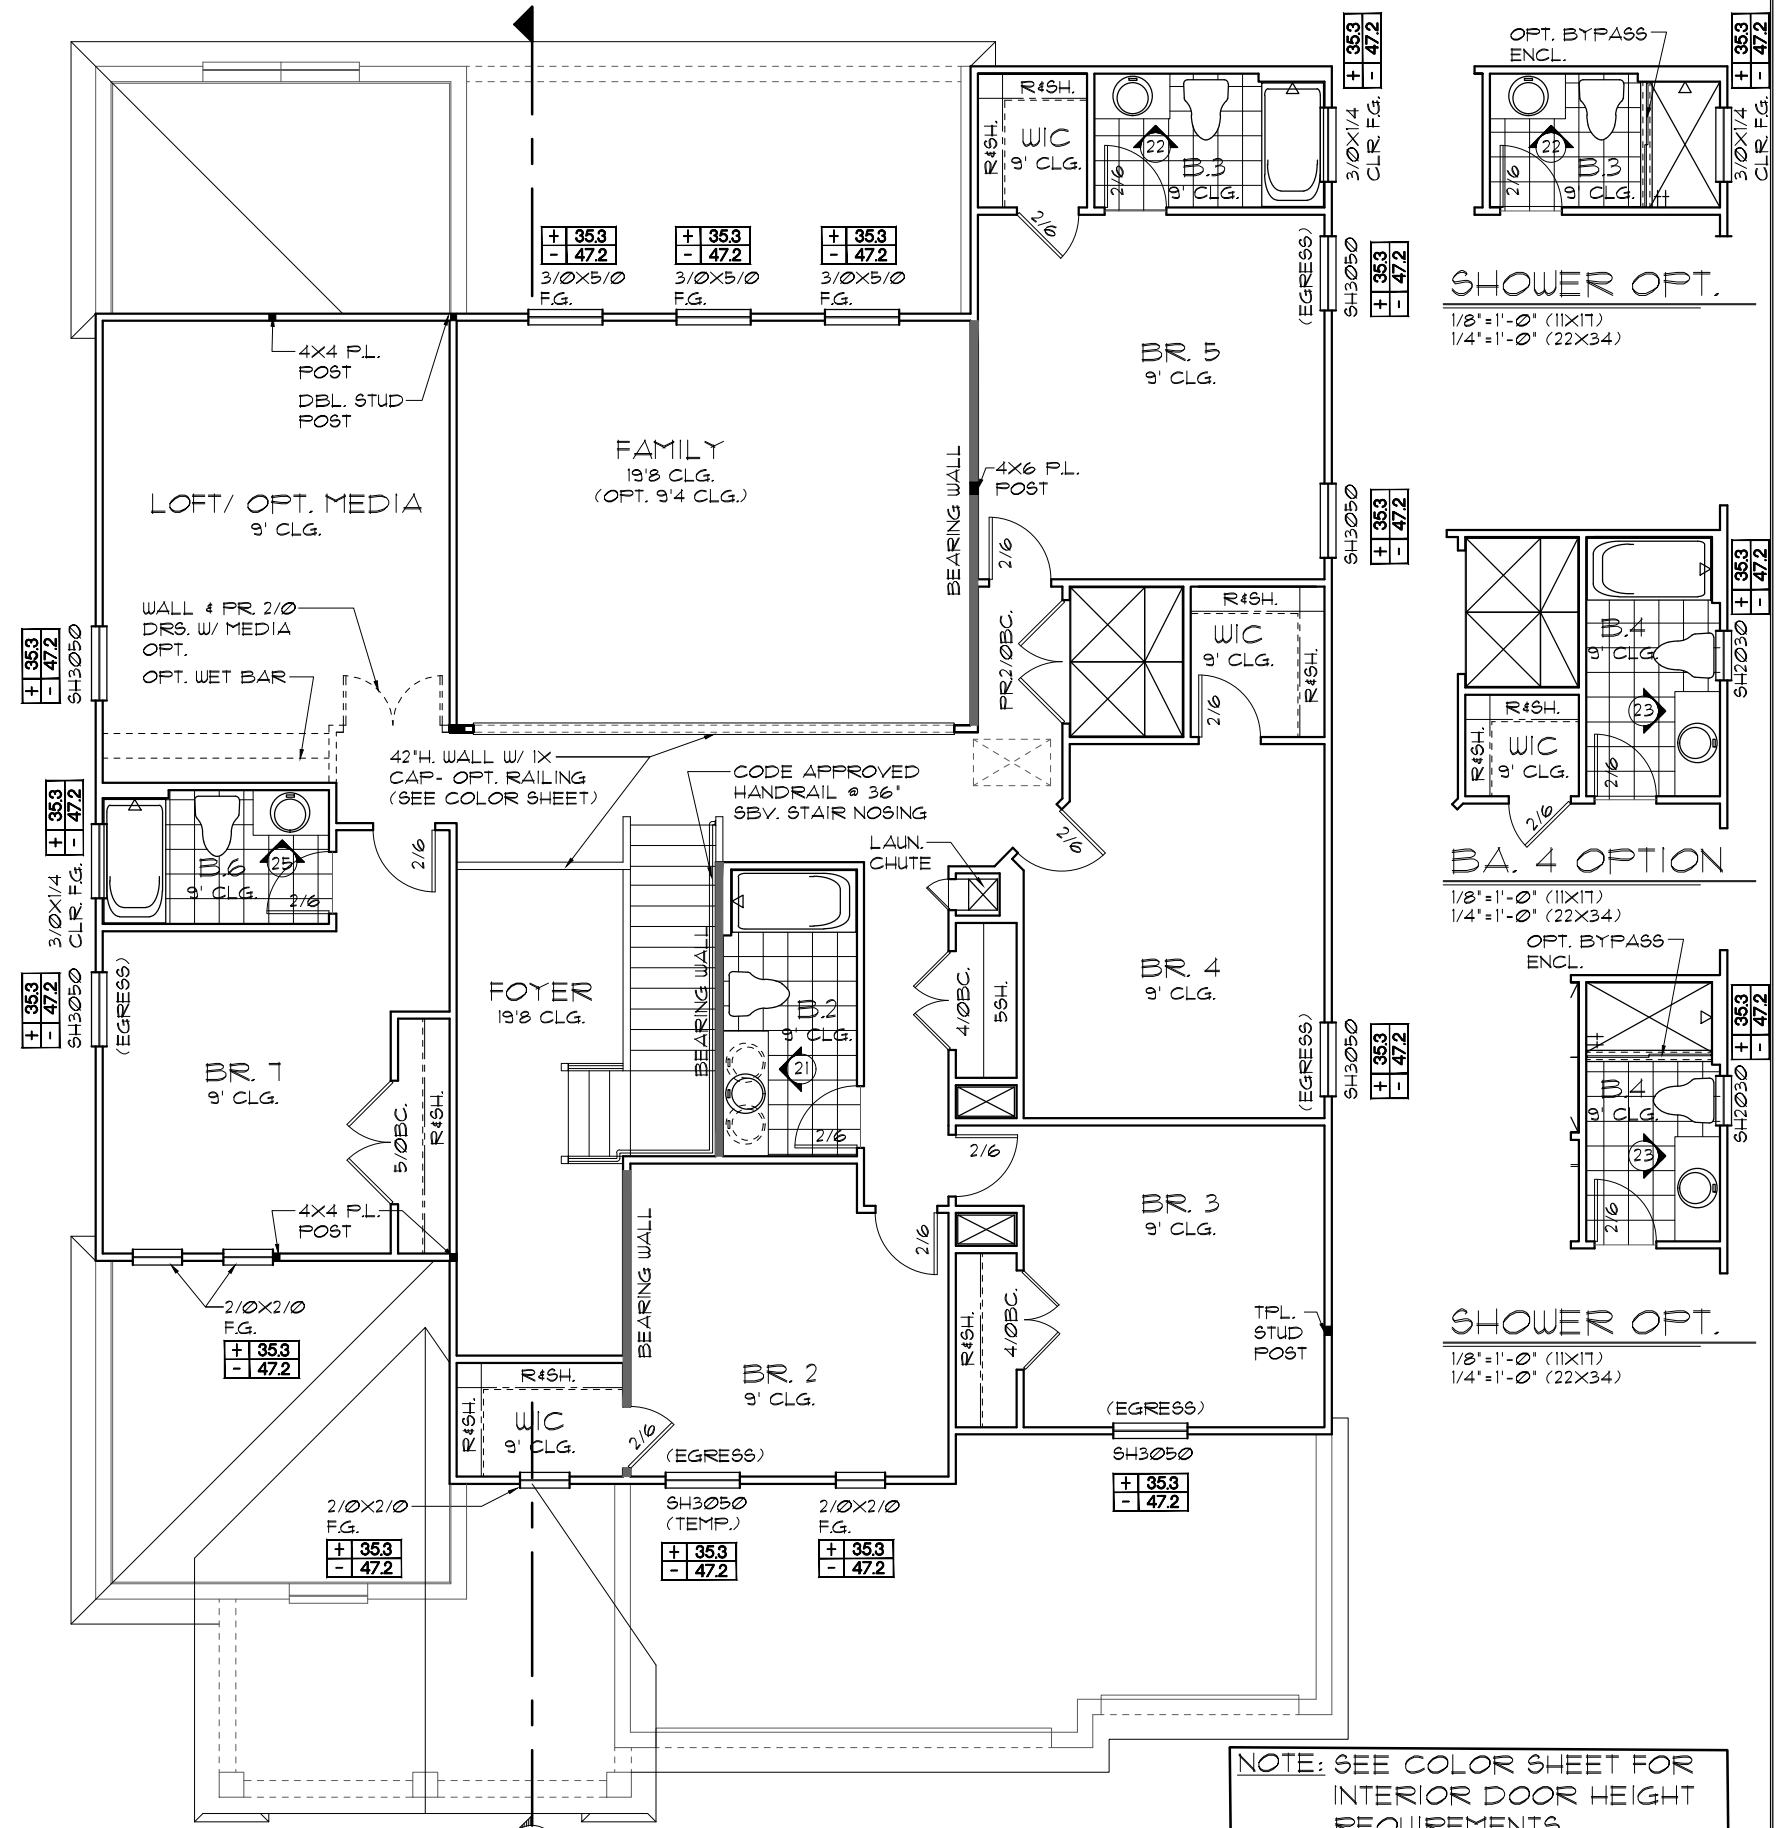 R&SH.
R&SH.
WIC
9' CLG.
2/6
22
B.3
9' CLG.
2/6
+ 35.3
- 47.2
3/0X1/4
CLR. F.G.
OPT. BYPASS
ENCL.
22
B.3
9' CLG.
2/6
+ 35.3
- 47.2
3/0X1/4
CLR. F.G.
SHOWER OPT.
1/8"=1'-0" (11X17)
1/4"=1'-0" (22X34)
+ 35.3
- 47.2
3/0X5/0
F.G.
+ 35.3
- 47.2
3/0X5/0
F.G.
+ 35.3
- 47.2
3/0X5/0
F.G.
(EGRESS)
SH3050
+ 35.3
- 47.2
BR. 5
9' CLG.
4X4 P.L.
POST
DBL. STUD
POST
FAMILY
19'8 CLG.
(OPT. 9'4 CLG.)
LOFT/ OPT. MEDIA
9' CLG.
BEARING WALL
4X6 P.L.
POST
SH3050
+ 35.3
- 47.2
2/6
WALL & PR. 2/0
DRS. W/ MEDIA
OPT.
OPT. WET BAR
+ 35.3
- 47.2
SH3050
PR.2/0BC.
R&SH.
WIC
9' CLG.
R&SH.
2/6
B.4
9' CLG.
23
2/6
+ 35.3
- 47.2
SH2030
R&SH.
R&SH.
WIC
9' CLG.
2/6
BA. 4 OPTION
1/8"=1'-0" (11X17)
1/4"=1'-0" (22X34)
42"H. WALL W/ 1X
CAP- OPT. RAILING
(SEE COLOR SHEET)
CODE APPROVED
HANDRAIL @ 36"
SBV. STAIR NOSING
LAUN.
CHUTE
2/6
+ 35.3
- 47.2
3/0X1/4
CLR. F.G.
B.6
9' CLG.
25
2/6
2/6
+ 35.3
- 47.2
SH3050
(EGRESS)
FOYER
19'8 CLG.
BEARING WALL
B.2
9' CLG.
21
2/6
4/0BC.
5SH.
BR. 4
9' CLG.
(EGRESS)
SH3050
+ 35.3
- 47.2
OPT. BYPASS
ENCL.
B.4
9' CLG.
23
2/6
+ 35.3
- 47.2
SH2030
SHOWER OPT.
1/8"=1'-0" (11X17)
1/4"=1'-0" (22X34)
BR. 7
9' CLG.
5/0BC.
R&SH.
4X4 P.L.
POST
2/0X2/0
F.G.
+ 35.3
- 47.2
2/6
2/6
BR. 3
9' CLG.
BEARING WALL
BR. 2
9' CLG.
R&SH.
4/0BC.
TPL.
STUD
POST
R&SH.
R&SH.
WIC
9' CLG.
2/6
(EGRESS)
(EGRESS)
SH3050
+ 35.3
- 47.2
2/0X2/0
F.G.
+ 35.3
- 47.2
SH3050
(TEMP.)
+ 35.3
- 47.2
2/0X2/0
F.G.
+ 35.3
- 47.2
NOTE: SEE COLOR SHEET FOR
INTERIOR DOOR HEIGHT
REQUIREMENTS